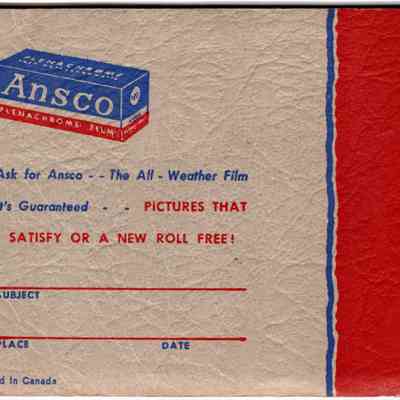 PLENACHROME
Ansco
PLENACHROME FILM
Ask for Ansco - - The All - Weather Film
It's Guaranteed - - PICTURES THAT
SATISFY OR A NEW ROLL FREE!
SUBJECT
PLACE DATE
In Canada